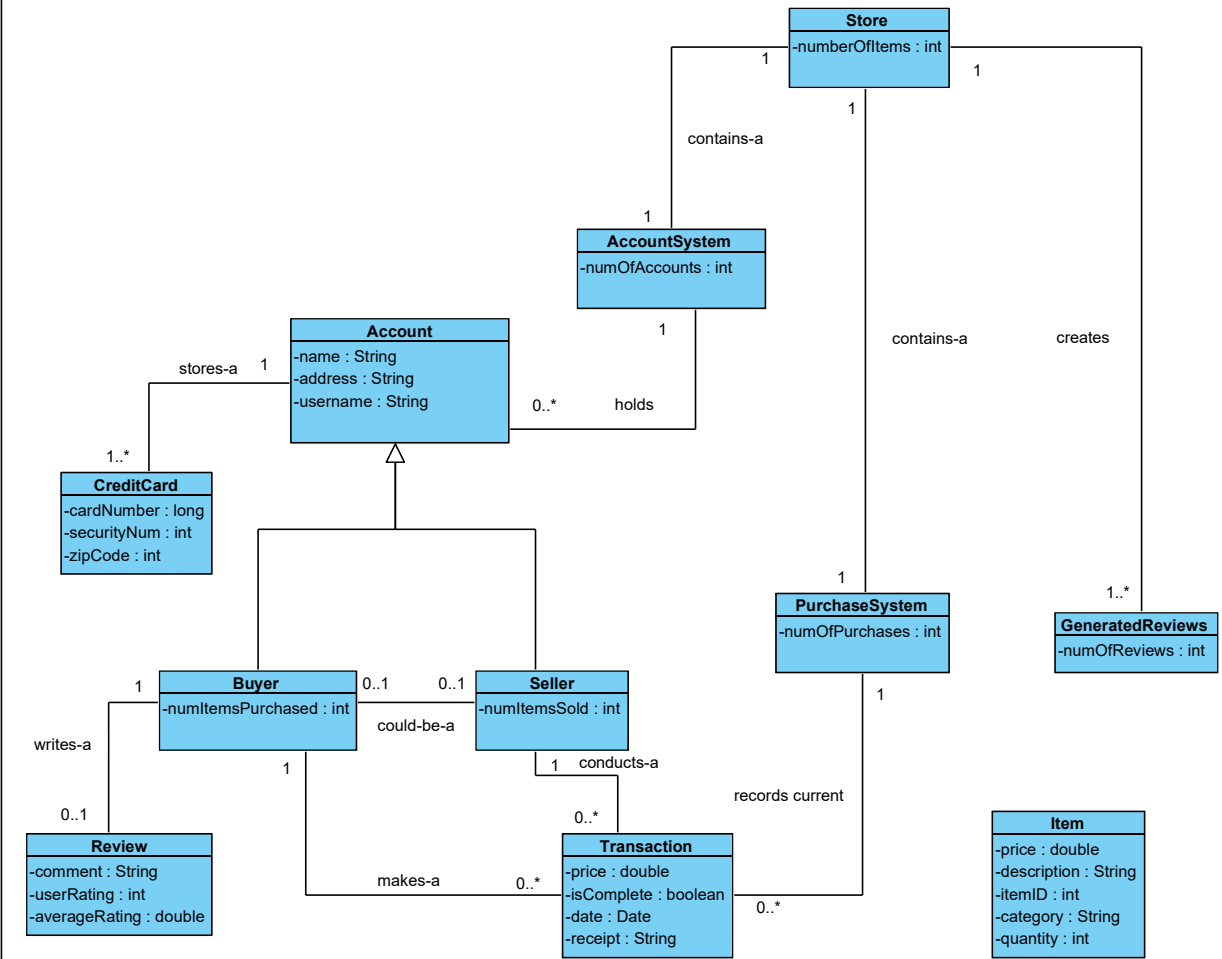 Store
-numberOfItems : int
1
1
1
contains-a
1
AccountSystem
-numOfAccounts : int
1
Account
-name : String
-address : String
-username : String
stores-a
1
0..*
holds
contains-a
creates
1..*
CreditCard
-cardNumber : long
-securityNum : int
-zipCode : int
1
PurchaseSystem
-numOfPurchases : int
1
1..*
GeneratedReviews
-numOfReviews : int
1
Buyer
-numItemsPurchased : int
0..1
0..1
could-be-a
Seller
-numItemsSold : int
writes-a
1
1
conducts-a
records current
0..1
Review
-comment : String
-userRating : int
-averageRating : double
makes-a
0..*
0..*
Transaction
-price : double
-isComplete : boolean
-date : Date
-receipt : String
0..*
Item
-price : double
-description : String
-itemID : int
-category : String
-quantity : int